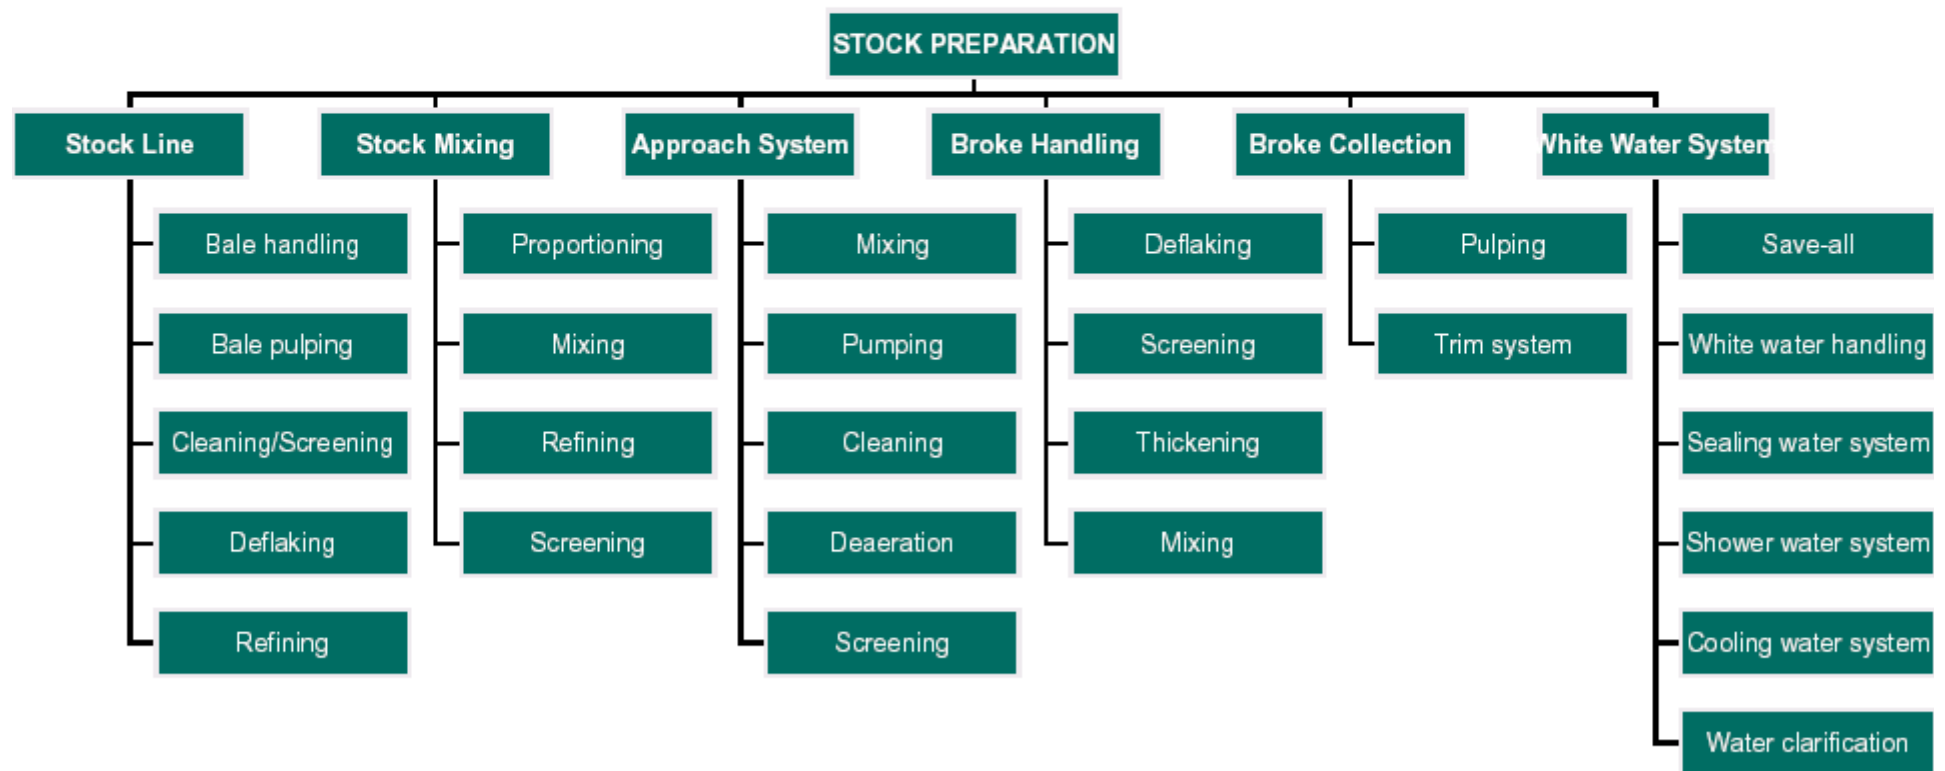 STOCK PREPARATION
Stock Line
Stock Mixing
Approach System
Broke Handling
Broke Collection
White Water System
Bale handling
Proportioning
Mixing
Deflaking
Pulping
Save-all
Bale pulping
Mixing
Pumping
Screening
Trim system
White water handling
Cleaning/Screening
Refining
Cleaning
Thickening
Sealing water system
Deflaking
Screening
Deaeration
Mixing
Shower water system
Refining
Screening
Cooling water system
Water clarification